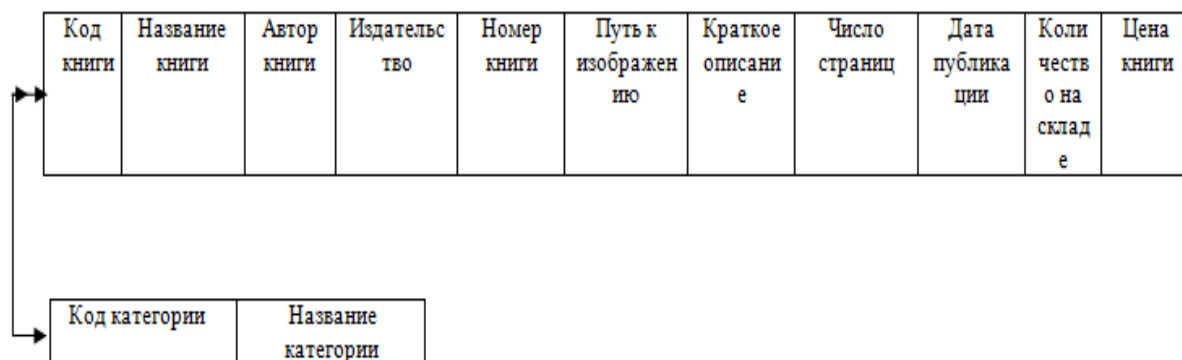 Код Название Автор Издательс Номер Путь к Краткое Число Дата Коли Цена
книги книги книги тво книги изображен описани страниц публика честв книги
ию е ции о на
склад
е
Код категории Название
категории